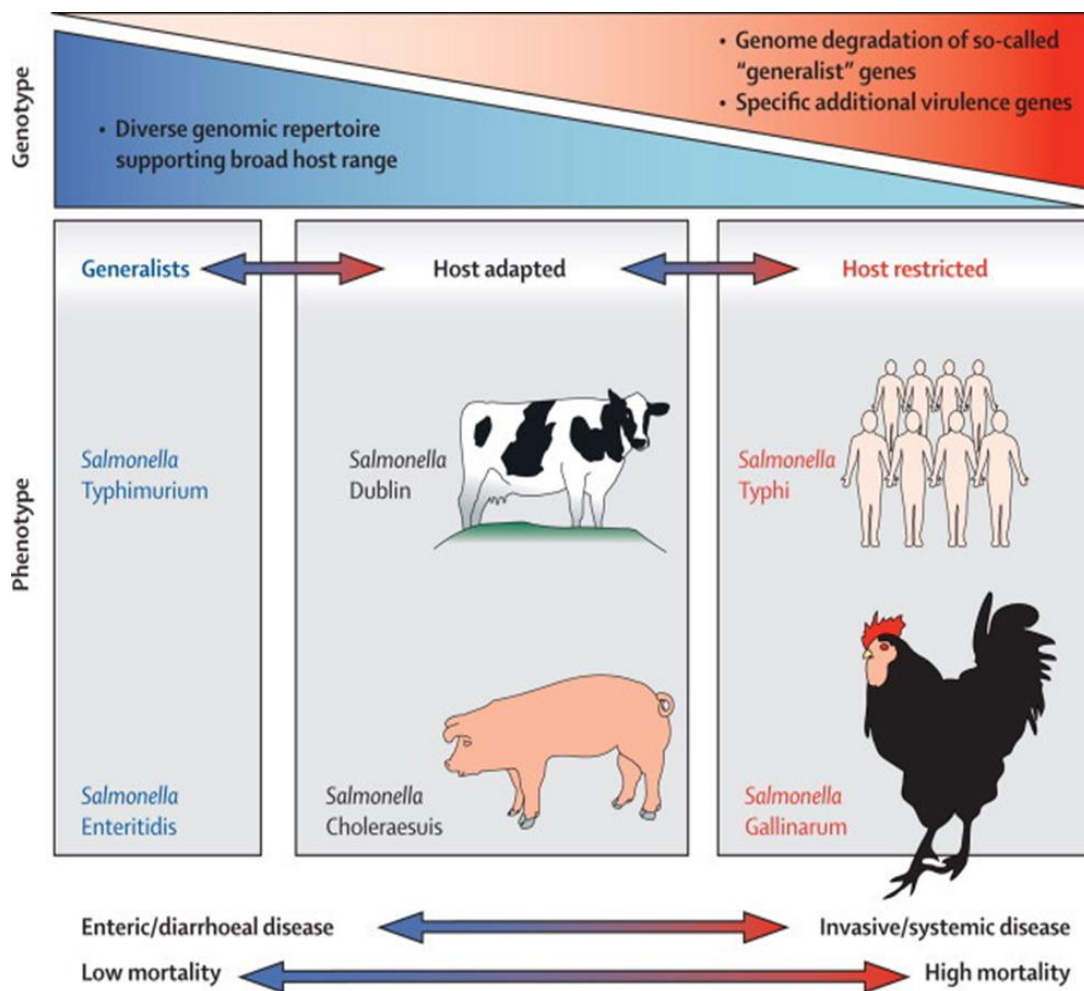 Genotype
• Diverse genomic repertoire
supporting broad host range
• Genome degradation of so-called
“generalist” genes
• Specific additional virulence genes
Phenotype
Generalists
Host adapted
Host restricted
Salmonella
Typhimurium
Salmonella
Dublin
Salmonella
Typhi
Salmonella
Enteritidis
Salmonella
Choleraesuis
Salmonella
Gallinarum
Enteric/diarrhoeal disease
Invasive/systemic disease
Low mortality
High mortality